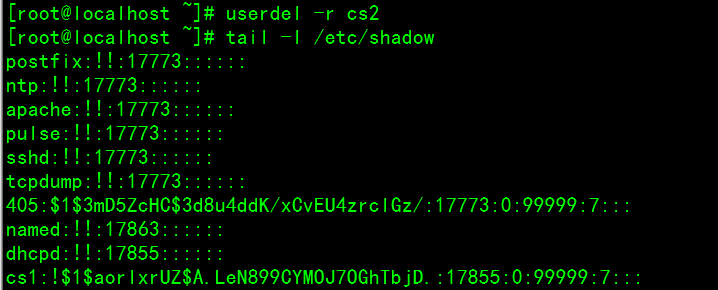 [root@localhost ~]# userdel -r cs2
[root@localhost ~]# tail -l /etc/shadow
postfix:!!:17773::::::
ntp:!!:17773::::::
apache:!!:17773::::::
pulse:!!:17773::::::
sshd:!!:17773::::::
tcpdump:!!:17773::::::
405:$1$3mD5ZcHC$3d8u4ddK/xCvEU4zrclGz/:17773:0:99999:7:::
named:!!:17863::::::
dhcpd:!!:17855::::::
cs1:!$1$aorlxrUZ$A.LeN899CYMOJ7OGhTbjD.:17855:0:99999:7:::